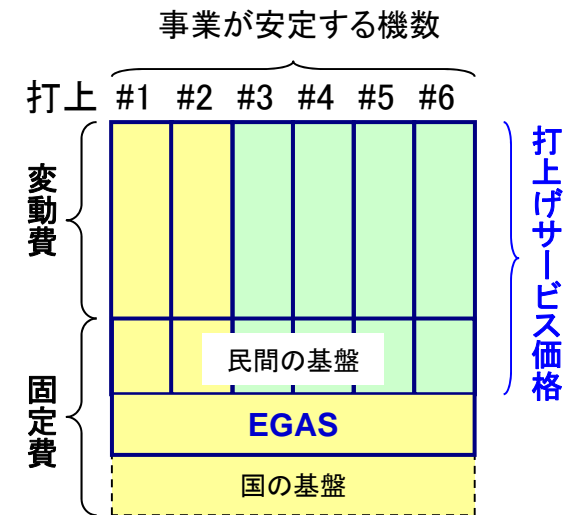 事業が安定する機数
打上 #1 #2 #3 #4 #5 #6
変動費
打上げサービス価格
民間の基盤
固定費
EGAS
国の基盤